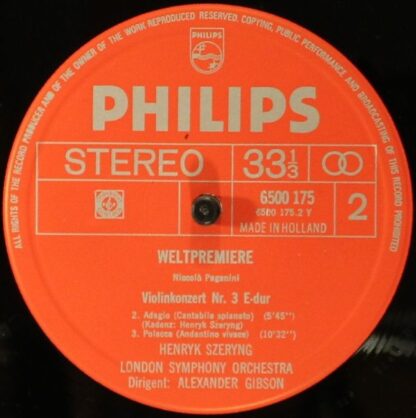 ALL RIGHTS OF THE RECORD PRODUCER AND OF THE OWNER OF THE WORK REPRODUCED RESERVED. COPYING, PUBLIC PERFORMANCE AND BROADCASTING OF THIS RECORD PROHIBITED
PHILIPS
PHILIPS
STEREO 33 1/3
6500 175
6500 175.2 Y
MADE IN HOLLAND
2
WELTPREMIERE
Niccolò Paganini
Violinkonzert Nr. 3 E-dur
2. Adagio (Cantabile spianato) (5'45")
(Kadenz: Henryk Szeryng)
3. Polacca (Andantino vivace) (10'32")
HENRYK SZERYNG
LONDON SYMPHONY ORCHESTRA
Dirigent: ALEXANDER GIBSON